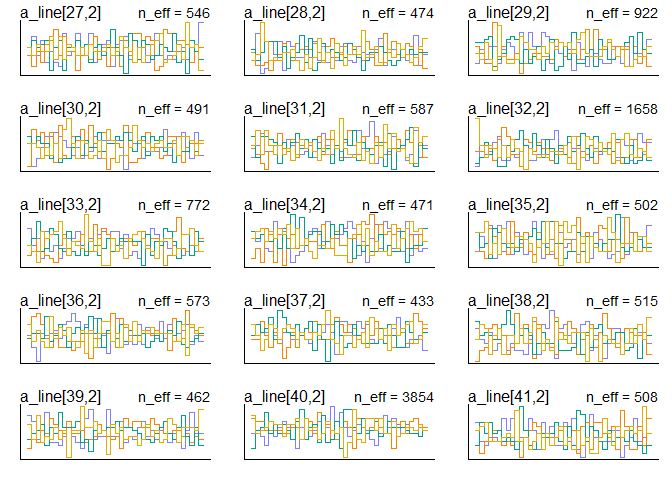 a_line[27,2] n_eff = 546
a_line[28,2] n_eff = 474
a_line[29,2] n_eff = 922
a_line[30,2] n_eff = 491
a_line[31,2] n_eff = 587
a_line[32,2] n_eff = 1658
a_line[33,2] n_eff = 772
a_line[34,2] n_eff = 471
a_line[35,2] n_eff = 502
a_line[36,2] n_eff = 573
a_line[37,2] n_eff = 433
a_line[38,2] n_eff = 515
a_line[39,2] n_eff = 462
a_line[40,2] n_eff = 3854
a_line[41,2] n_eff = 508